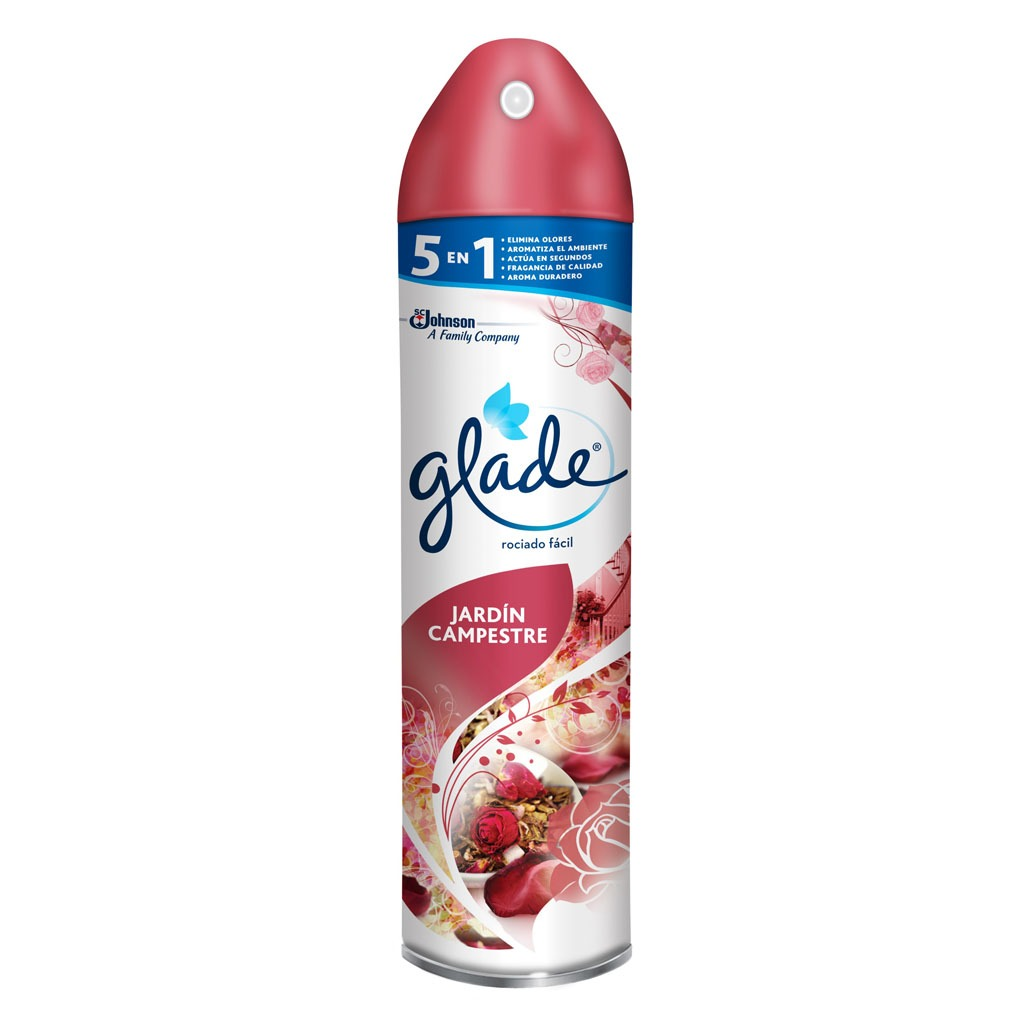 5 EN 1
• ELIMINA OLORES
• AROMATIZA EL AMBIENTE
• ACTÚA EN SEGUNDOS
• FRAGANCIA DE CALIDAD
• AROMA DURADERO
SC Johnson
A Family Company
glade®
rociado fácil
JARDÍN
CAMPESTRE